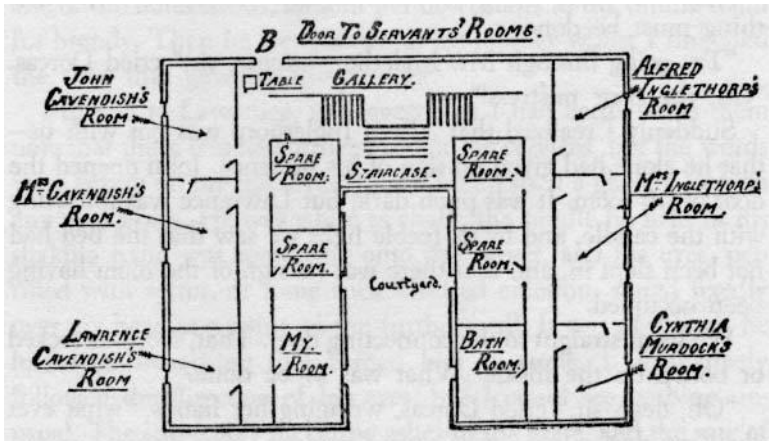 B
DOOR TO SERVANTS' ROOMS.
JOHN
CAVENDISH'S
ROOM
TABLE
GALLERY.
ALFRED
INGLETHORP'S
ROOM
SPARE
ROOM.
STAIRCASE.
SPARE
ROOM.
MRS CAVENDISH'S
ROOM.
MRS INGLETHORP'S
ROOM.
SPARE
ROOM.
Courtyard.
SPARE
ROOM.
LAWRENCE
CAVENDISH'S
ROOM
MY
ROOM.
BATH
ROOM.
CYNTHIA
MURDOCK'S
ROOM